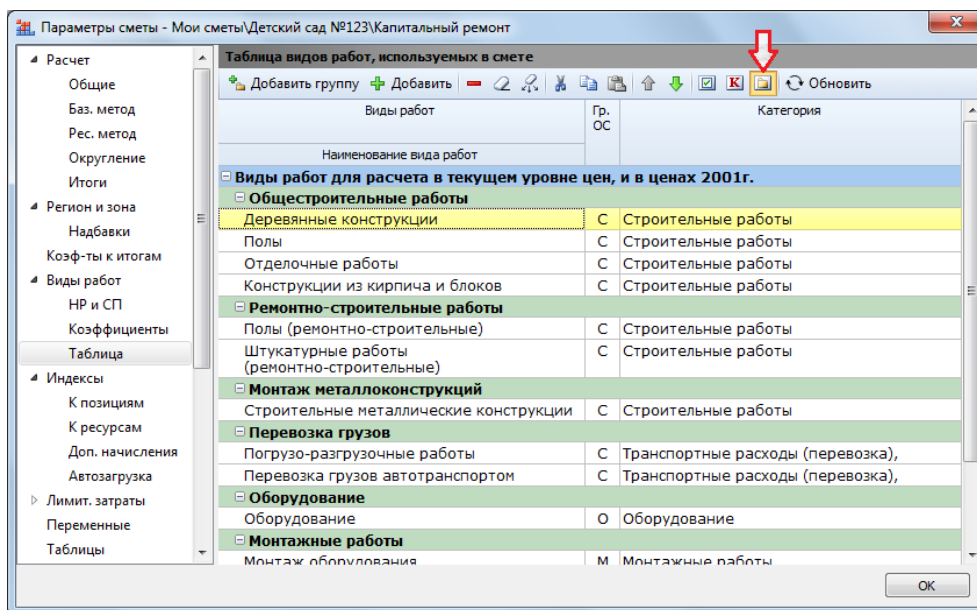 Параметры сметы - Мои сметы\Детский сад №123\Капитальный ремонт
Расчет
Общие
Баз. метод
Рес. метод
Округление
Итоги
Регион и зона
Надбавки
Коэф-ты к итогам
Виды работ
НР и СП
Коэффициенты
Таблица
Индексы
К позициям
К ресурсам
Доп. начисления
Автозагрузка
Лимит. затраты
Переменные
Таблицы
Таблица видов работ, используемых в смете
Добавить группу Добавить К Обновить
Виды работ Гр. ОС Категория
Наименование вида работ
Виды работ для расчета в текущем уровне цен, и в ценах 2001г.
Общестроительные работы
Деревянные конструкции С Строительные работы
Полы С Строительные работы
Отделочные работы С Строительные работы
Конструкции из кирпича и блоков С Строительные работы
Ремонтно-строительные работы
Полы (ремонтно-строительные) С Строительные работы
Штукатурные работы С Строительные работы
(ремонтно-строительные)
Монтаж металлоконструкций
Строительные металлические конструкции С Строительные работы
Перевозка грузов
Погрузо-разгрузочные работы С Транспортные расходы (перевозка),
Перевозка грузов автотранспортом С Транспортные расходы (перевозка),
Оборудование
Оборудование О Оборудование
Монтажные работы
Монтаж оборудования М Монтажные работы
OK